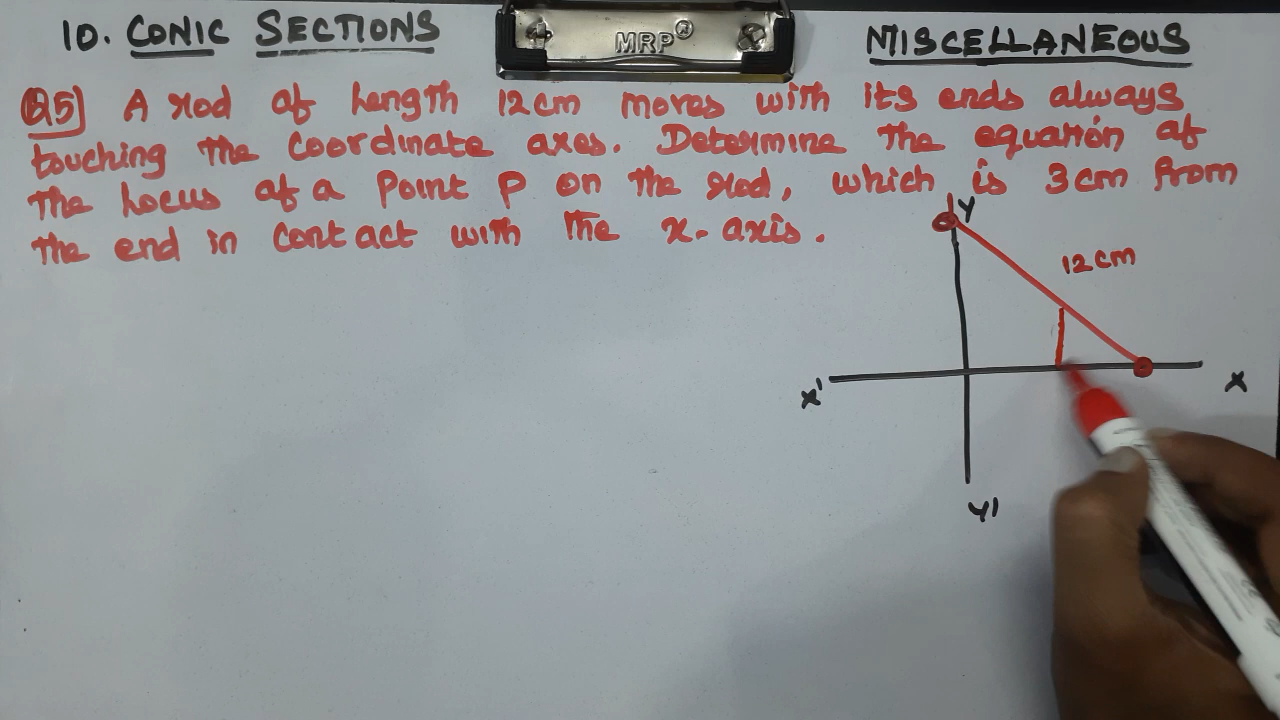 10. CONIC SECTIONS
MRP®
MISCELLANEOUS
Q5] A rod of length 12cm moves with its ends always
touching the coordinate axes. Determine the equation of
the locus of a point P on the rod, which is 3cm from
the end in contact with the x-axis.
Y
12cm
X'
X
Y'